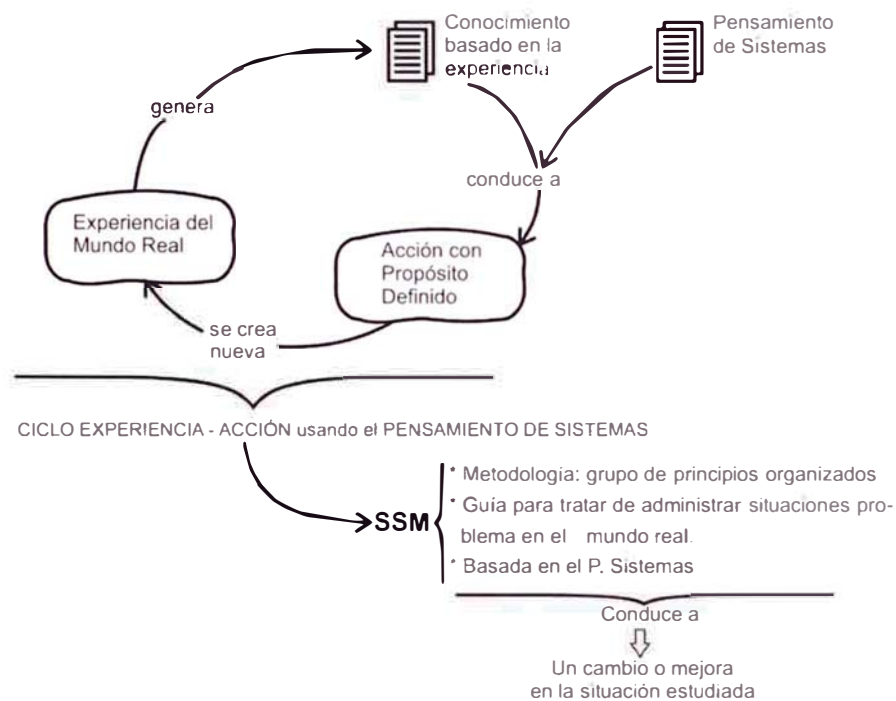 Conocimiento
basado en la
experiencia
Pensamiento
de Sistemas
genera
conduce a
Experiencia del
Mundo Real
Acción con
Propósito
Definido
se crea
nueva
CICLO EXPERIENCIA - ACCIÓN usando el PENSAMIENTO DE SISTEMAS
SSM
* Metodologia: grupo de principios organizados
* Guía para tratar de administrar situaciones pro-
blema en el mundo real.
* Basada en el P. Sistemas
Conduce a
Un cambio o mejora
en la situación estudiada